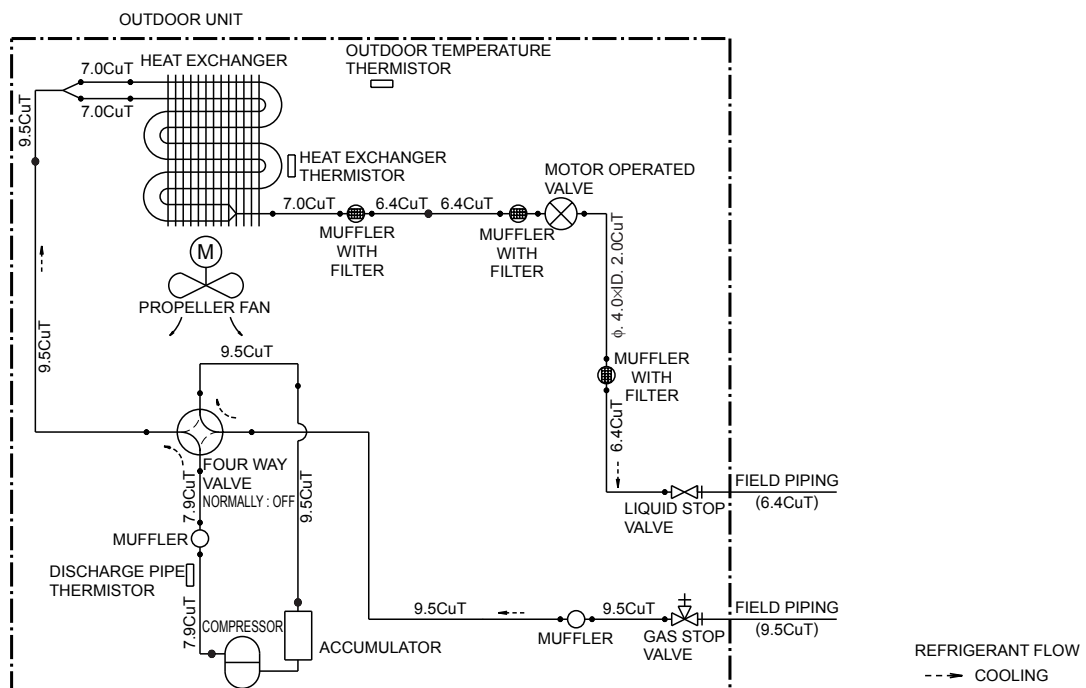 OUTDOOR UNIT
HEAT EXCHANGER
OUTDOOR TEMPERATURE
THERMISTOR
7.0CuT
7.0CuT
9.5CuT
HEAT EXCHANGER
THERMISTOR
MOTOR OPERATED
VALVE
7.0CuT
6.4CuT
6.4CuT
MUFFLER
WITH
FILTER
MUFFLER
WITH
FILTER
M
PROPELLER FAN
ϕ. 4.0×ID. 2.0CuT
9.5CuT
9.5CuT
MUFFLER
WITH
FILTER
6.4CuT
FOUR WAY
VALVE
NORMALLY : OFF
7.9CuT
9.5CuT
FIELD PIPING
(6.4CuT)
LIQUID STOP
VALVE
MUFFLER
DISCHARGE PIPE
THERMISTOR
7.9CuT
COMPRESSOR
ACCUMULATOR
9.5CuT
9.5CuT
MUFFLER
GAS STOP
VALVE
FIELD PIPING
(9.5CuT)
REFRIGERANT FLOW
COOLING